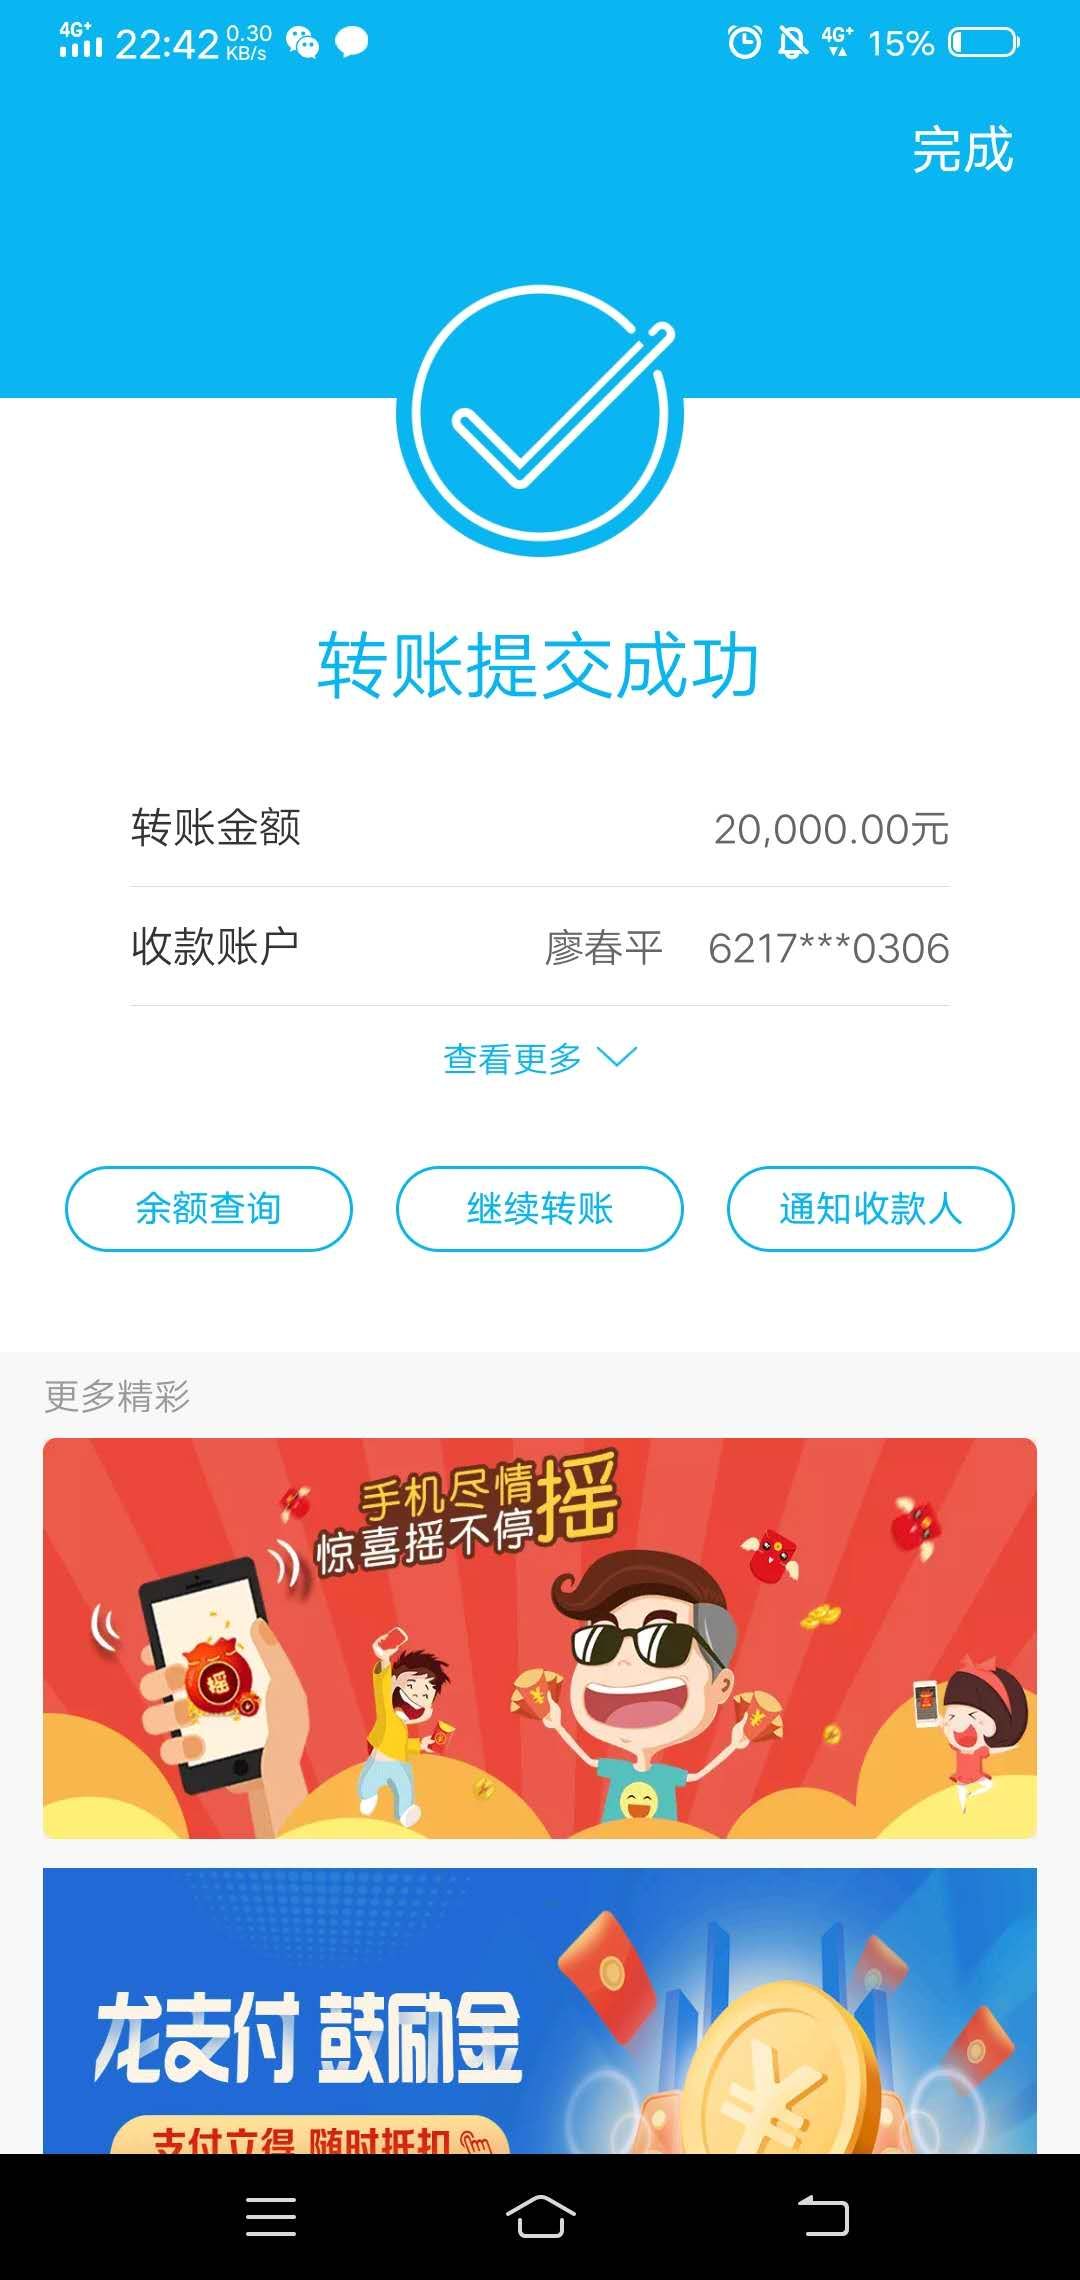 4G+ 22:42 0.30 KB/s 4G+ 15%
完成
转账提交成功
转账金额 20,000.00元
收款账户 廖春平 6217***0306
查看更多
余额查询 继续转账 通知收款人
更多精彩
手机尽情摇
惊喜摇不停
摇
龙支付 鼓励金
支付立得 随时抵扣